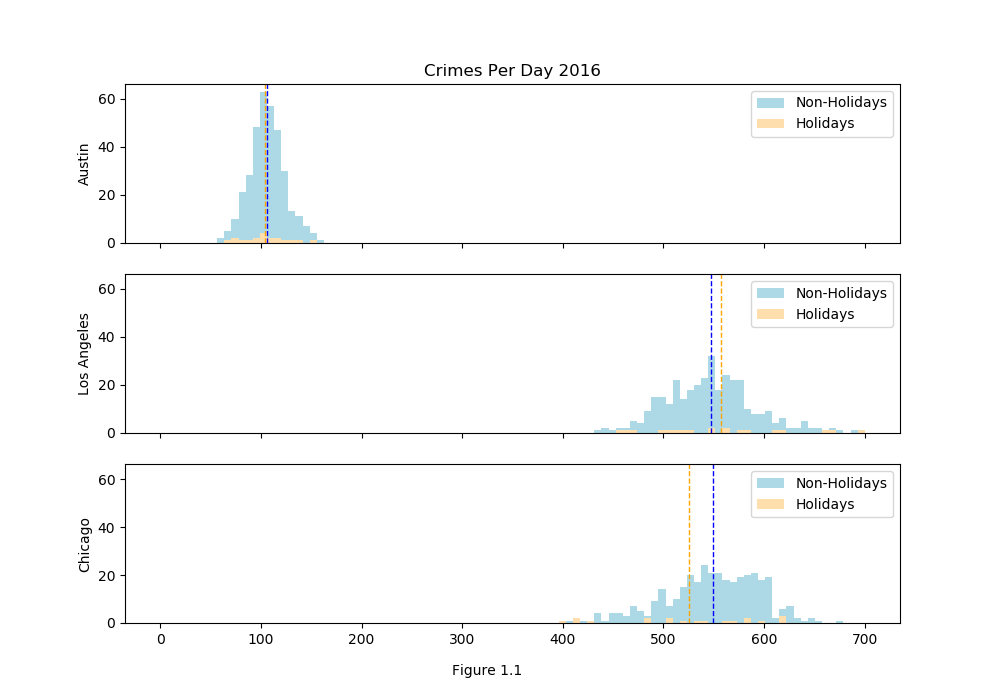 Crimes Per Day 2016
60
40
20
0
Austin
Non-Holidays
Holidays
60
40
20
0
Los Angeles
Non-Holidays
Holidays
60
40
20
0
Chicago
Non-Holidays
Holidays
0 100 200 300 400 500 600 700
Figure 1.1